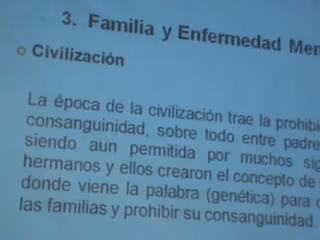 3. Familia y Enfermedad Men
Civilización
La época de la civilización trae la prohibi
consanguinidad, sobre todo entre padre
siendo aun permitida por muchos sig
hermanos y ellos crearon el concepto de
donde viene la palabra (genética) para
las familias y prohibir su consanguinidad.